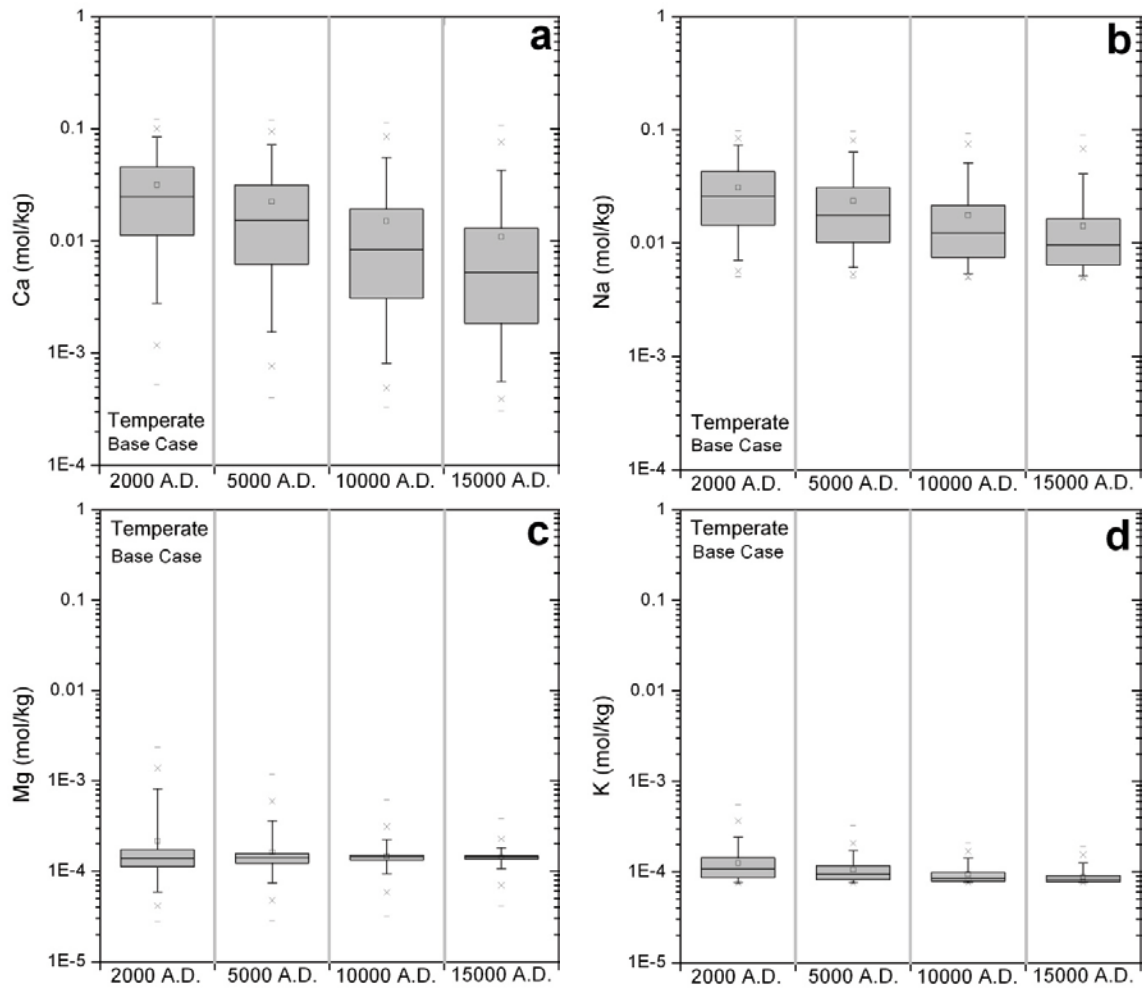 1
0.1
0.01
1E-3
1E-4
Ca (mol/kg)
a
Temperate
Base Case
2000 A.D. 5000 A.D. 10000 A.D. 15000 A.D.
1
0.1
0.01
1E-3
1E-4
Na (mol/kg)
b
Temperate
Base Case
2000 A.D. 5000 A.D. 10000 A.D. 15000 A.D.
1
0.1
0.01
1E-3
1E-4
1E-5
Mg (mol/kg)
Temperate
Base Case
c
2000 A.D. 5000 A.D. 10000 A.D. 15000 A.D.
1
0.1
0.01
1E-3
1E-4
1E-5
K (mol/kg)
Temperate
Base Case
d
2000 A.D. 5000 A.D. 10000 A.D. 15000 A.D.